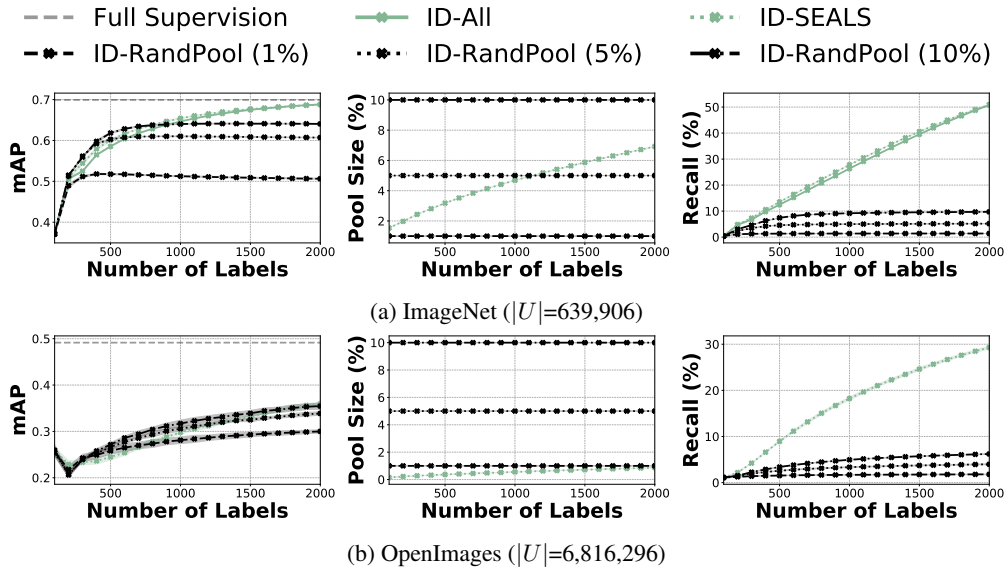 Full Supervision ID-All ID-SEALS
ID-RandPool (1%) ID-RandPool (5%) ID-RandPool (10%)
mAP
0.7
0.6
0.5
0.4
500 1000 1500 2000
Number of Labels
Pool Size (%)
10
8
6
4
2
500 1000 1500 2000
Number of Labels
Recall (%)
50
40
30
20
10
0
500 1000 1500 2000
Number of Labels
(a) ImageNet (|U|=639,906)
mAP
0.5
0.4
0.3
0.2
500 1000 1500 2000
Number of Labels
Pool Size (%)
10
8
6
4
2
0
500 1000 1500 2000
Number of Labels
Recall (%)
30
20
10
0
500 1000 1500 2000
Number of Labels
(b) OpenImages (|U|=6,816,296)